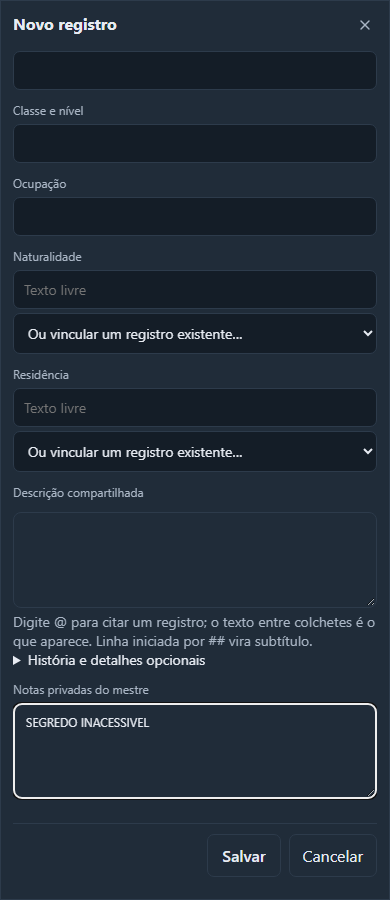 Novo registro
×
Classe e nível
Ocupação
Naturalidade
Texto livre
Ou vincular um registro existente...
Residência
Texto livre
Ou vincular um registro existente...
Descrição compartilhada
Digite @ para citar um registro; o texto entre colchetes é o
que aparece. Linha iniciada por ## vira subtítulo.
História e detalhes opcionais
Notas privadas do mestre
SEGREDO INACESSIVEL
Salvar
Cancelar